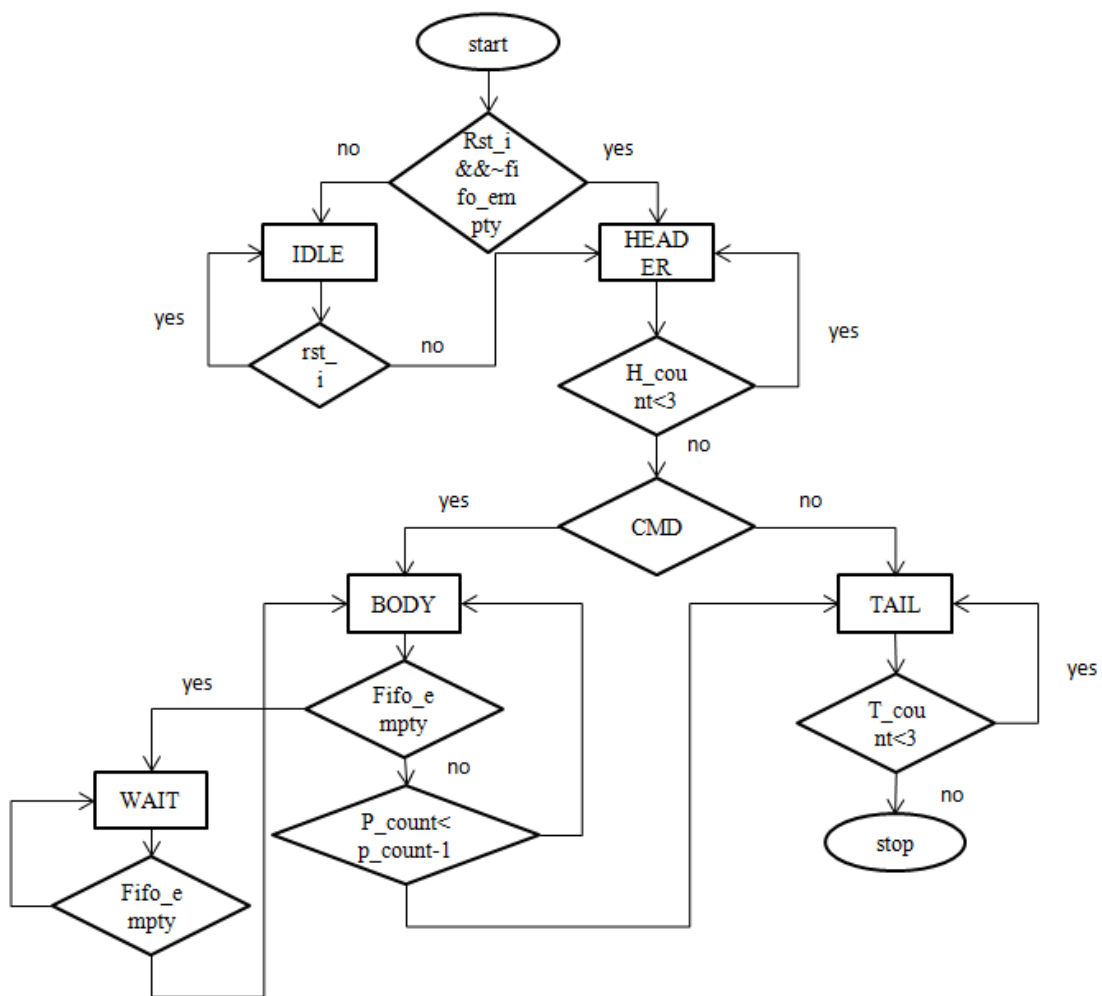 start
Rst_i
&&~fi
fo_em
pty
no
yes
IDLE
HEAD
ER
yes
rst_
i
no
yes
H_cou
nt<3
no
yes
CMD
no
BODY
TAIL
yes
Fifo_e
mpty
yes
T_cou
nt<3
no
WAIT
P_count<
p_count-1
no
stop
Fifo_e
mpty